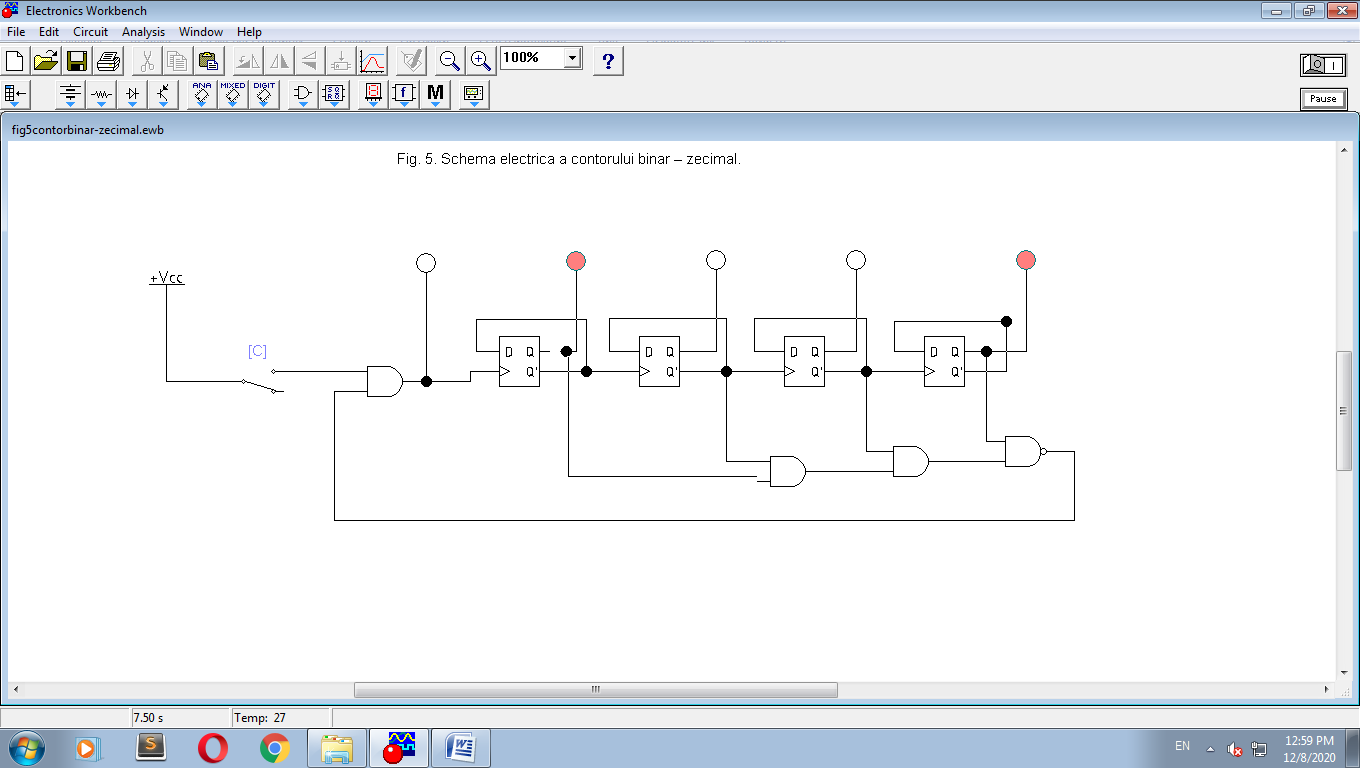 Electronics Workbench
File Edit Circuit Analysis Window Help
100%
?
ANA MIXED DIGIT
f M
Pause
fig5contorbinar-zecimal.ewb
Fig. 5. Schema electrica a contorului binar – zecimal.
+Vcc
[C]
D Q D Q D Q D Q
Q' Q' Q' Q'
7.50 s Temp: 27
S W
EN 12:59 PM
12/8/2020